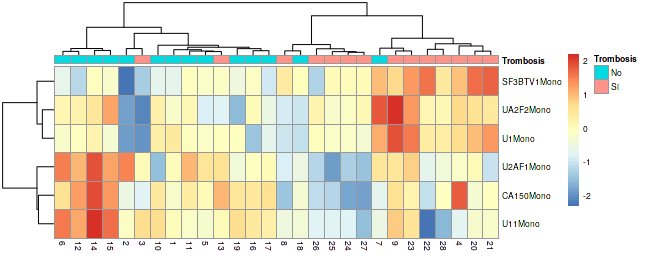 Trombosis
SF3BTV1Mono
UA2F2Mono
U1Mono
U2AF1Mono
CA150Mono
U11Mono
6 12 14 15 2 3 10 1 11 5 13 19 16 17 8 18 26 25 24 27 7 9 23 22 28 4 20 21
2
1
0
-1
-2
Trombosis
No
SI